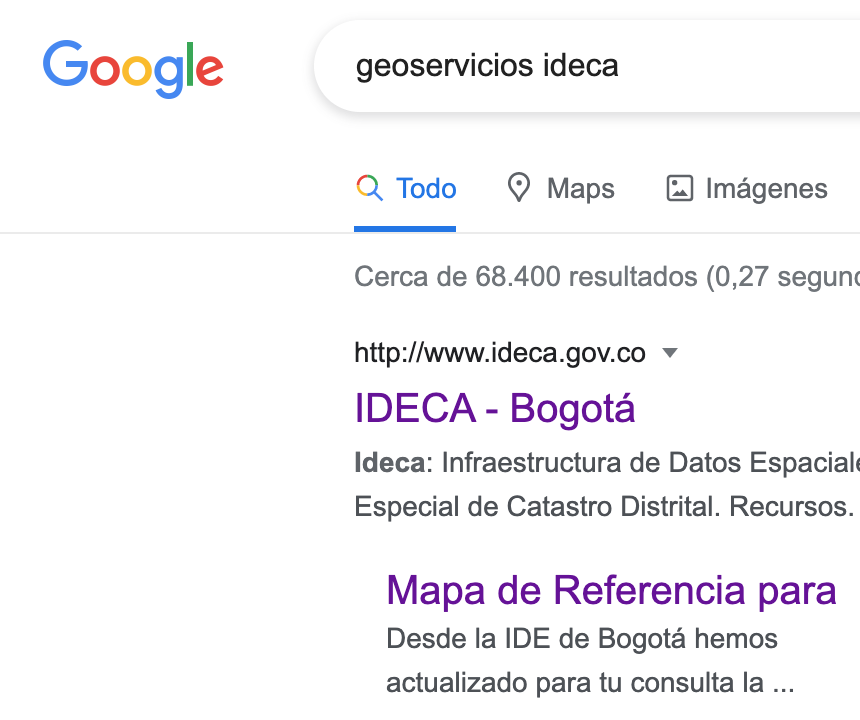 Google
geoservicios ideca
Todo Maps Imágenes
Cerca de 68.400 resultados (0,27 segun
http://www.ideca.gov.co
IDECA - Bogotá
Ideca: Infraestructura de Datos Espaciale
Especial de Catastro Distrital. Recursos.
Mapa de Referencia para
Desde la IDE de Bogotá hemos
actualizado para tu consulta la ...